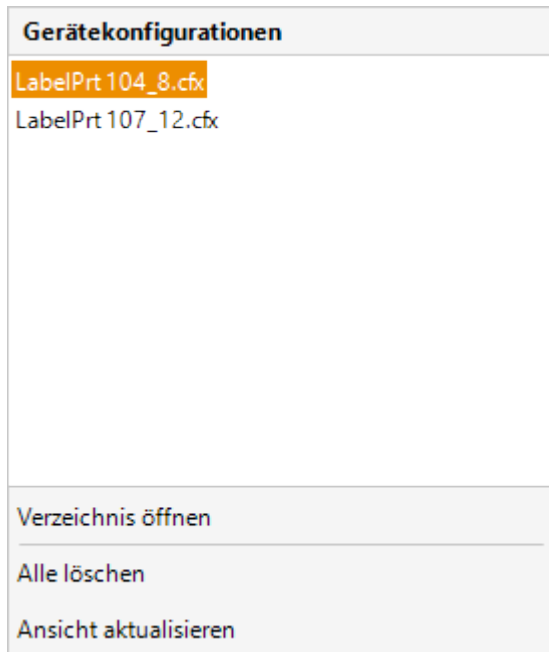 Gerätekonfigurationen
LabelPrt 104_8.cfx
LabelPrt 107_12.cfx
Verzeichnis öffnen
Alle löschen
Ansicht aktualisieren